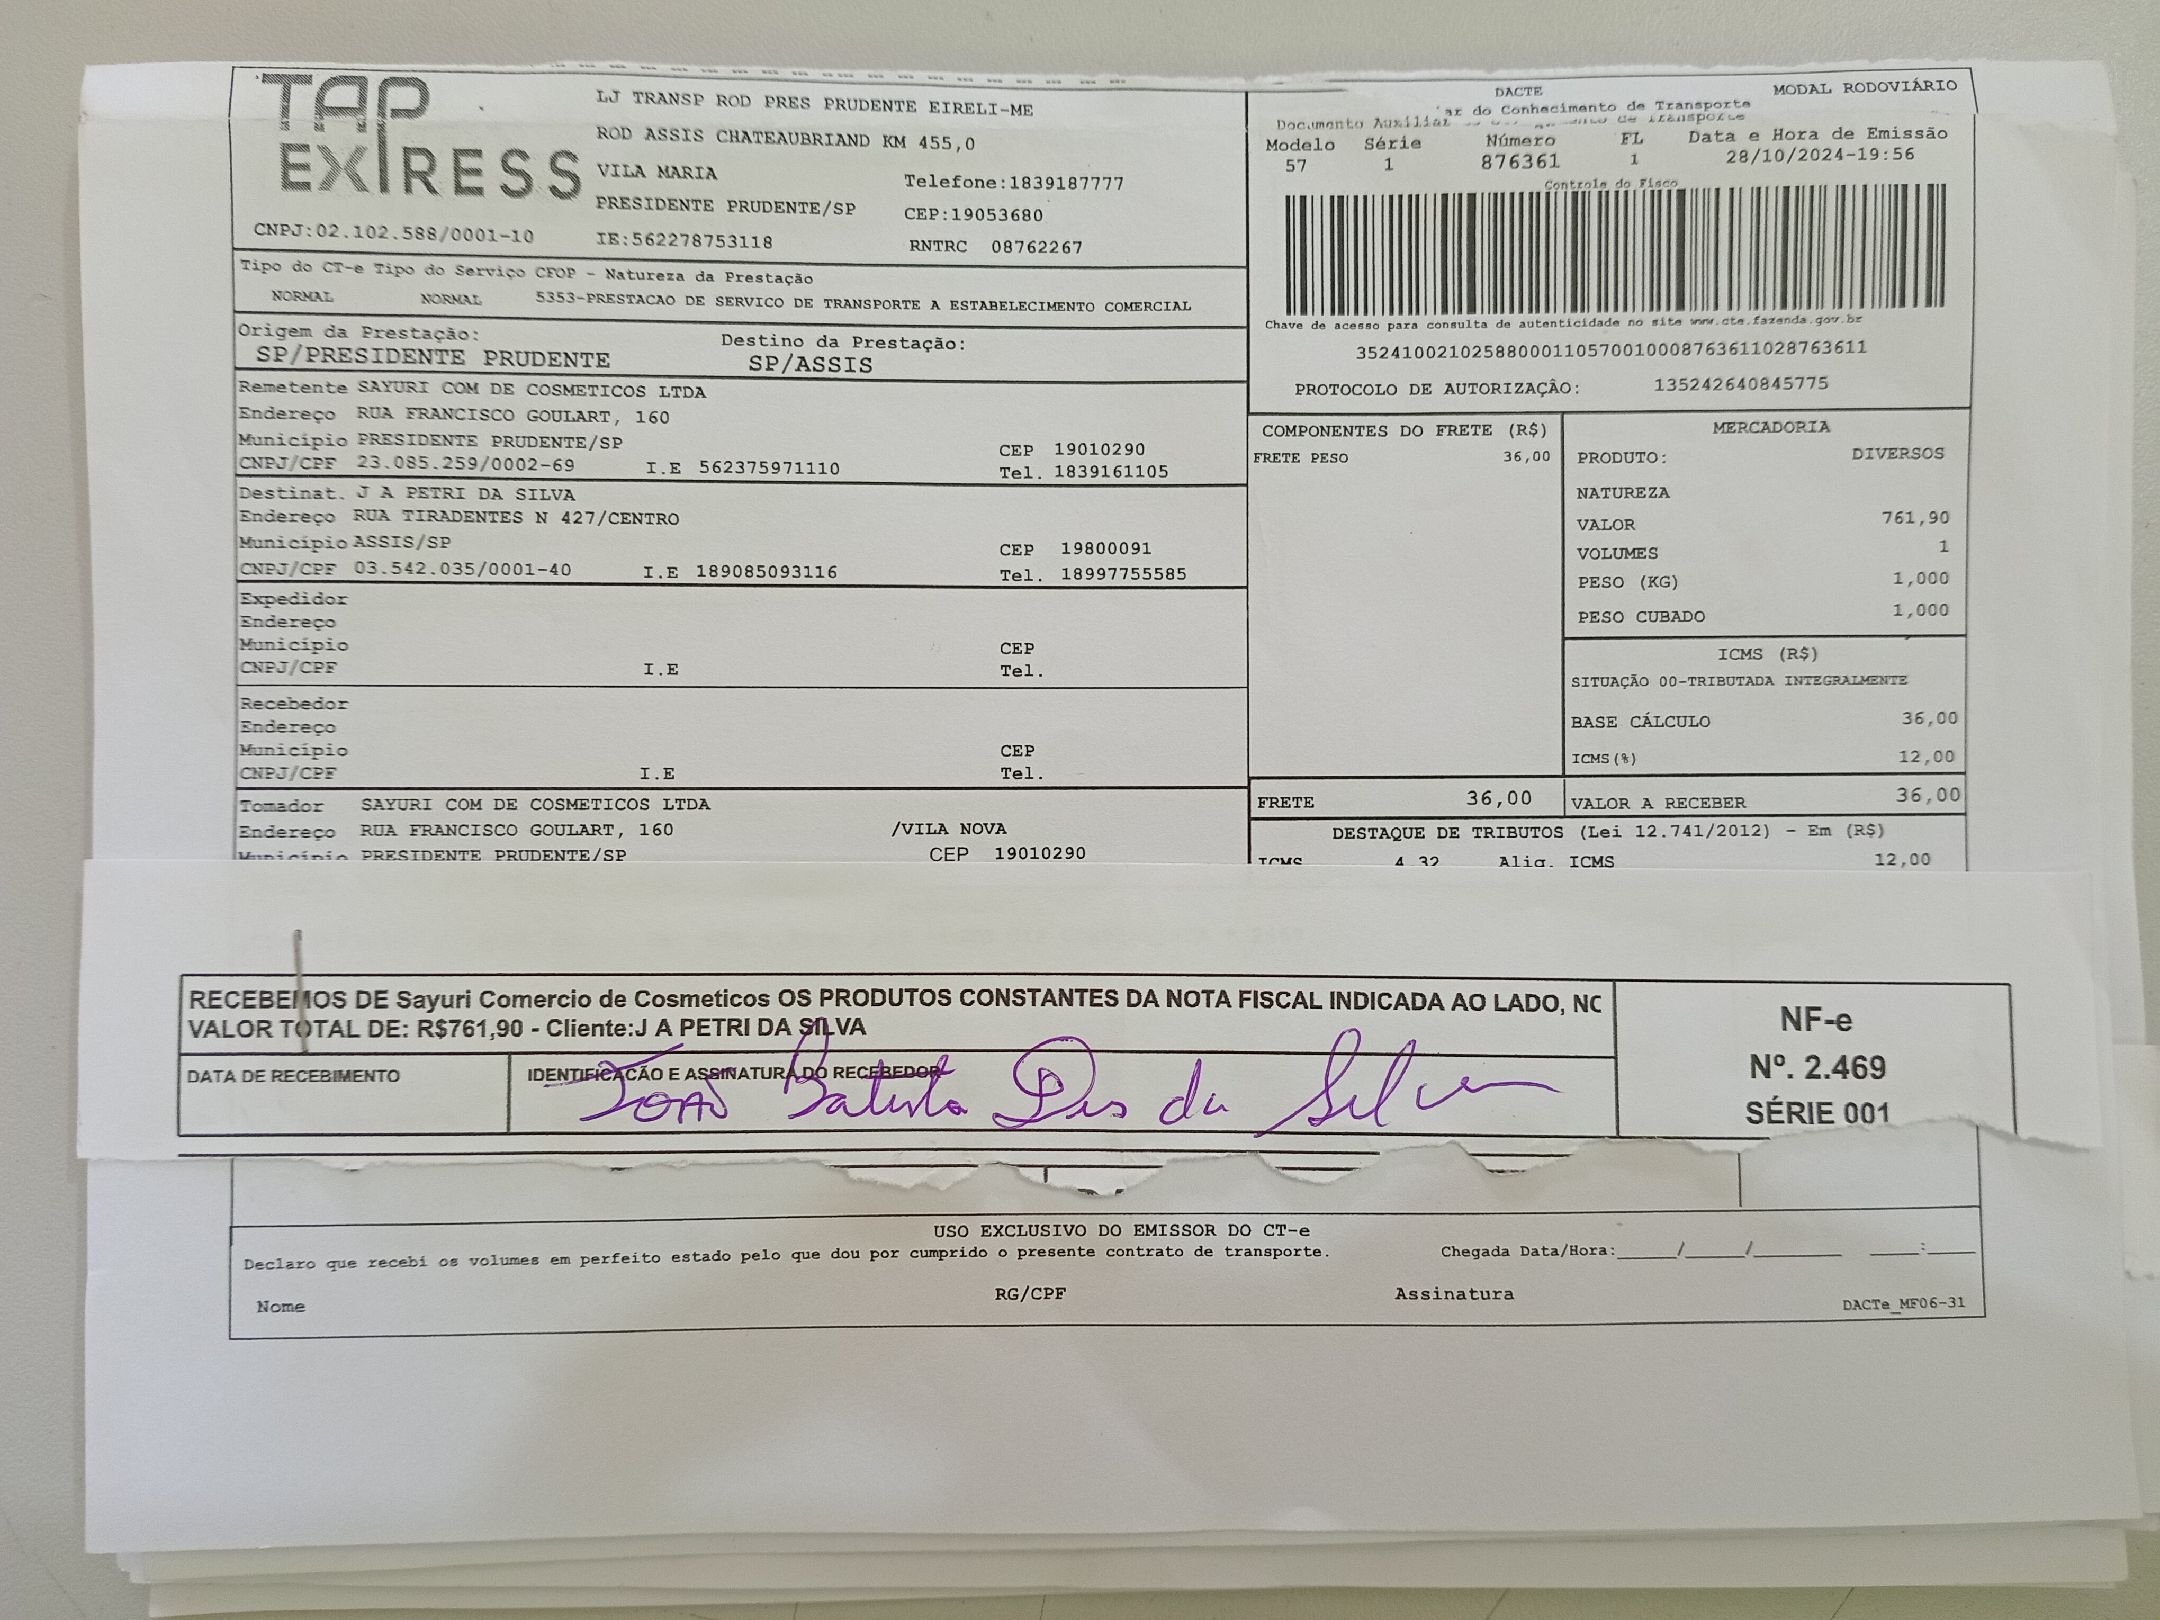 TAP
EXPRESS
CNPJ:02.102.588/0001-10
LJ TRANSP ROD PRES PRUDENTE EIRELI-ME
ROD ASSIS CHATEAUBRIAND KM 455,0
VILA MARIA
Telefone:1839187777
PRESIDENTE PRUDENTE/SP
CEP:19053680
IE:562278753118
RNTRC 08762267
DACTE
MODAL RODOVIÁRIO
Documento Auxiliar do Conhecimento de Transporte
Modelo Série Número FL Data e Hora de Emissão
57 1 876361 1 28/10/2024-19:56
Controle do Fisco
Chave de acesso para consulta de autenticidade no site www.cte.fazenda.gov.br
35241002102588000110570010008763611028763611
PROTOCOLO DE AUTORIZAÇÂO: 135242640845775
Tipo do CT-e Tipo do Serviço CFOP - Natureza da Prestação
NORMAL NORMAL 5353-PRESTACAO DE SERVICO DE TRANSPORTE A ESTABELECIMENTO COMERCIAL
Origem da Prestação: Destino da Prestação:
SP/PRESIDENTE PRUDENTE SP/ASSIS
Remetente SAYURI COM DE COSMETICOS LTDA
Endereço RUA FRANCISCO GOULART, 160
Município PRESIDENTE PRUDENTE/SP CEP 19010290
CNPJ/CPF 23.085.259/0002-69 I.E 562375971110 Tel. 1839161105
Destinat. J A PETRI DA SILVA
Endereço RUA TIRADENTES N 427/CENTRO
Município ASSIS/SP CEP 19800091
CNPJ/CPF 03.542.035/0001-40 I.E 189085093116 Tel. 18997755585
Expedidor
Endereço
Município CEP
CNPJ/CPF I.E Tel.
Recebedor
Endereço
Município CEP
CNPJ/CPF I.E Tel.
Tomador SAYURI COM DE COSMETICOS LTDA
Endereço RUA FRANCISCO GOULART, 160 /VILA NOVA
Município PRESIDENTE PRUDENTE/SP CEP 19010290
COMPONENTES DO FRETE (R$)
FRETE PESO 36,00
MERCADORIA
PRODUTO: DIVERSOS
NATUREZA
VALOR 761,90
VOLUMES 1
PESO (KG) 1,000
PESO CUBADO 1,000
ICMS (R$)
SITUAÇÃO 00-TRIBUTADA INTEGRALMENTE
BASE CÁLCULO 36,00
ICMS(%) 12,00
FRETE 36,00 VALOR A RECEBER 36,00
DESTAQUE DE TRIBUTOS (Lei 12.741/2012) - Em (R$)
ICMS 4,32 Aliq. ICMS 12,00
RECEBEMOS DE Sayuri Comercio de Cosmeticos OS PRODUTOS CONSTANTES DA NOTA FISCAL INDICADA AO LADO, NO
VALOR TOTAL DE: R$761,90 - Cliente:J A PETRI DA SILVA
DATA DE RECEBIMENTO
IDENTIFICAÇÃO E ASSINATURA DO RECEBEDOR
João Batista da Silva
NF-e
Nº. 2.469
SÉRIE 001
USO EXCLUSIVO DO EMISSOR DO CT-e
Declaro que recebi os volumes em perfeito estado pelo que dou por cumprido o presente contrato de transporte. Chegada Data/Hora:_____/_____/_______ ____:____
Nome RG/CPF Assinatura
DACTe_MF06-31